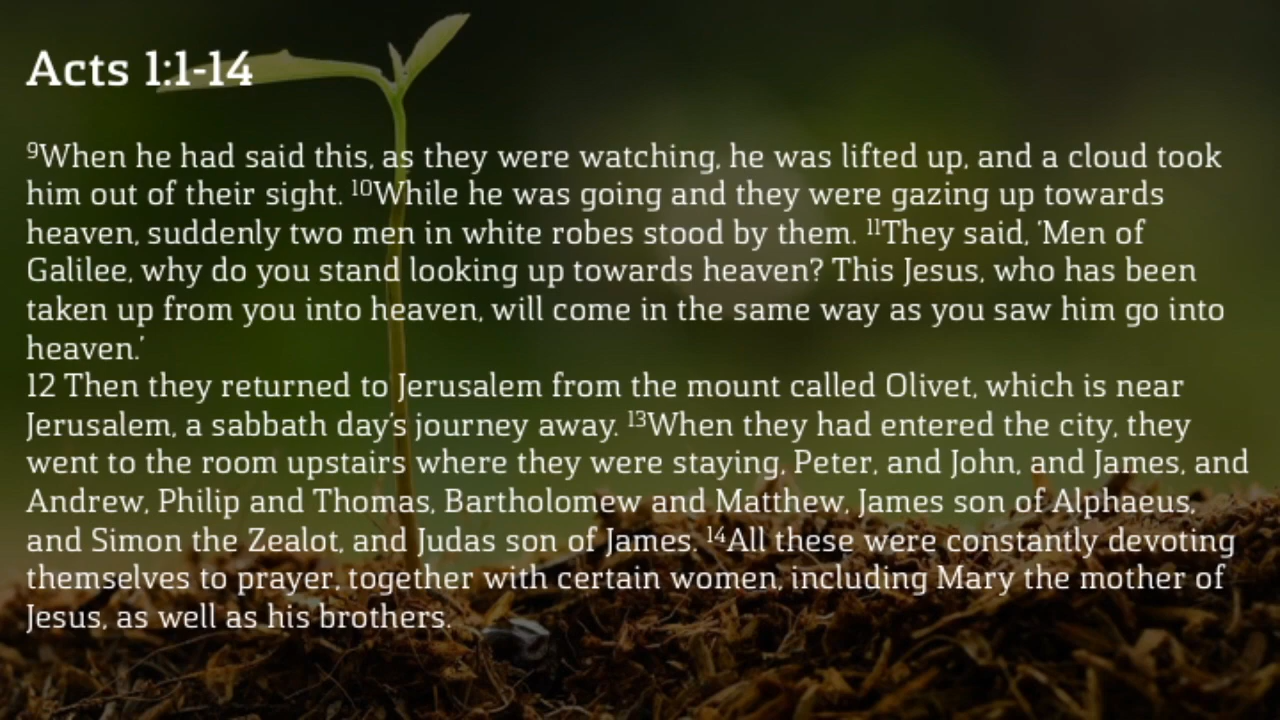 Acts 1:1-14
⁹When he had said this, as they were watching, he was lifted up, and a cloud took
him out of their sight. ¹⁰While he was going and they were gazing up towards
heaven, suddenly two men in white robes stood by them. ¹¹They said, ‘Men of
Galilee, why do you stand looking up towards heaven? This Jesus, who has been
taken up from you into heaven, will come in the same way as you saw him go into
heaven.’
12 Then they returned to Jerusalem from the mount called Olivet, which is near
Jerusalem, a sabbath day’s journey away. ¹³When they had entered the city, they
went to the room upstairs where they were staying, Peter, and John, and James, and
Andrew, Philip and Thomas, Bartholomew and Matthew, James son of Alphaeus,
and Simon the Zealot, and Judas son of James. ¹⁴All these were constantly devoting
themselves to prayer, together with certain women, including Mary the mother of
Jesus, as well as his brothers.